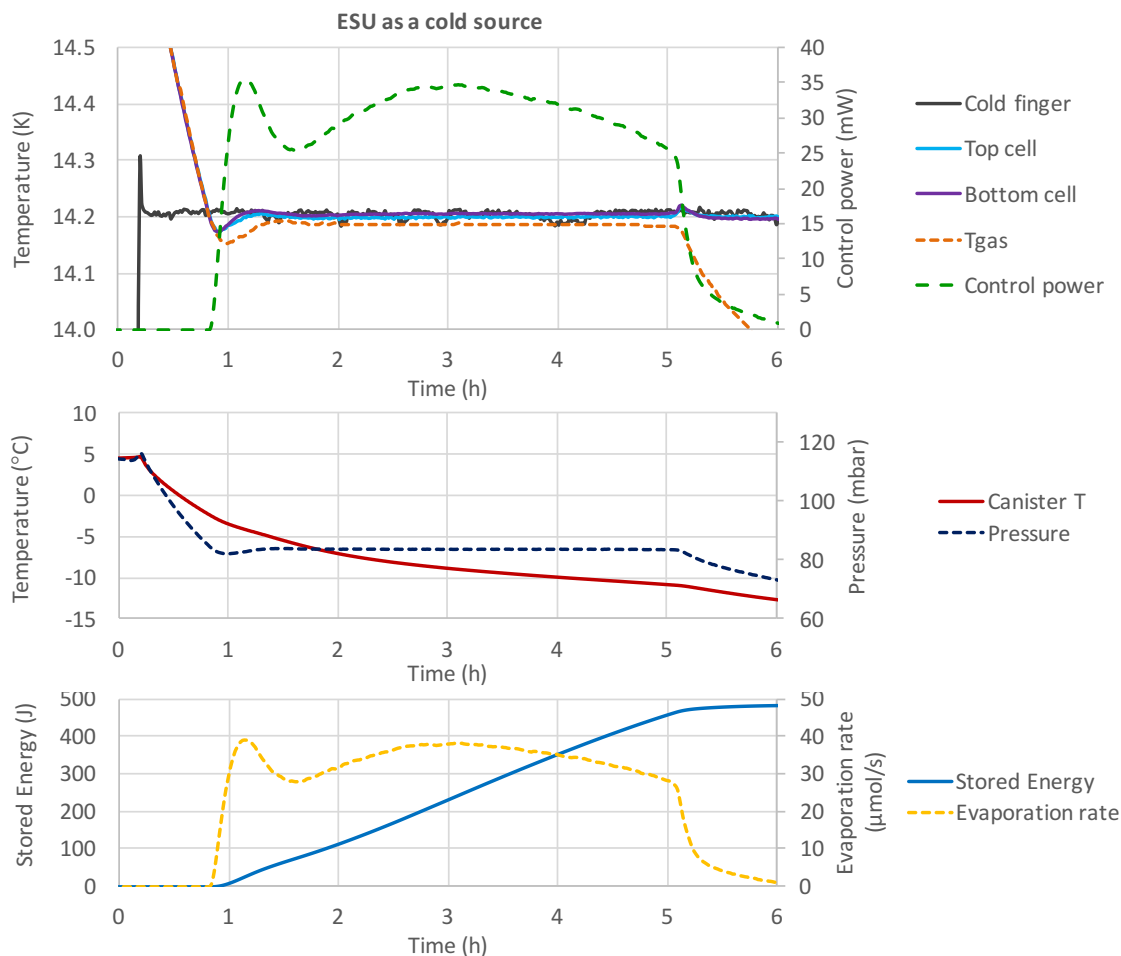 ESU as a cold source
14.5
14.4
14.3
14.2
14.1
14.0
Temperature (K)
40
35
30
25
20
15
10
5
0
Control power (mW)
0 1 2 3 4 5 6
Time (h)
Cold finger
Top cell
Bottom cell
Tgas
Control power
10
5
0
-5
-10
-15
Temperature (°C)
120
100
80
60
Pressure (mbar)
0 1 2 3 4 5 6
Time (h)
Canister T
Pressure
500
400
300
200
100
0
Stored Energy (J)
50
40
30
20
10
0
Evaporation rate
(µmol/s)
0 1 2 3 4 5 6
Time (h)
Stored Energy
Evaporation rate